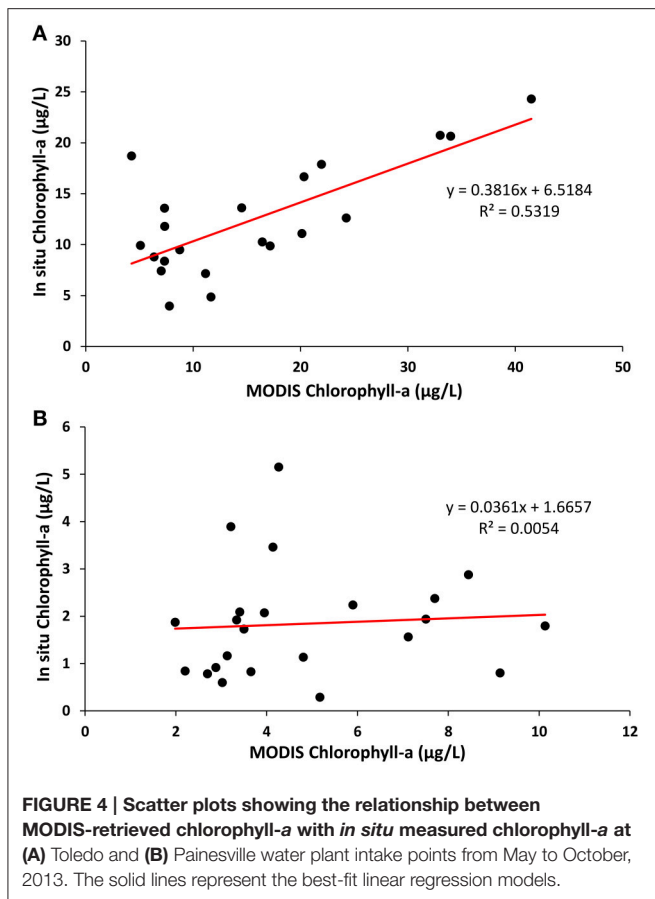 A
30
25
20
15
10
5
0
In situ Chlorophyll-a (µg/L)
y = 0.3816x + 6.5184
R² = 0.5319
0 10 20 30 40 50
MODIS Chlorophyll-a (µg/L)
B
6
5
4
3
2
1
0
In situ Chlorophyll-a (µg/L)
y = 0.0361x + 1.6657
R² = 0.0054
0 2 4 6 8 10 12
MODIS Chlorophyll-a (µg/L)
FIGURE 4 | Scatter plots showing the relationship between
MODIS-retrieved chlorophyll-a with in situ measured chlorophyll-a at
(A) Toledo and (B) Painesville water plant intake points from May to October,
2013. The solid lines represent the best-fit linear regression models.